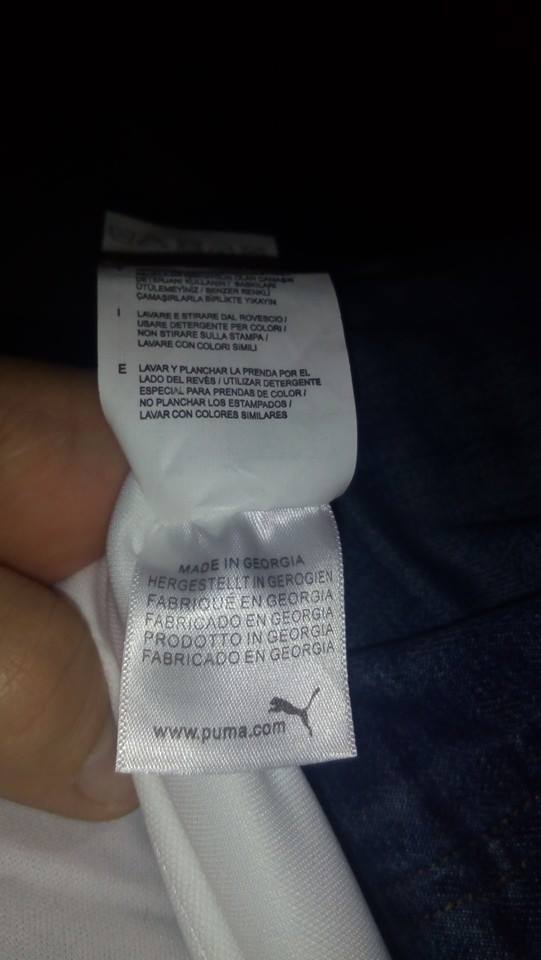 ÜTÜLEMEYİNİZ / BENZER RENKLİ
ÇAMAŞIRLARLA BİRLİKTE YIKAYIN
I LAVARE E STIRARE DAL ROVESCIO /
USARE DETERGENTE PER COLORI /
NON STIRARE SULLA STAMPA /
LAVARE CON COLORI SIMILI
E LAVAR Y PLANCHAR LA PRENDA POR EL
LADO DEL REVÉS / UTILIZAR DETERGENTE
ESPECIAL PARA PRENDAS DE COLOR /
NO PLANCHAR LOS ESTAMPADOS /
LAVAR CON COLORES SIMILARES
MADE IN GEORGIA
HERGESTELLT IN GEROGIEN
FABRIQUÉ EN GEORGIA
FABRICADO EN GEORGIA
PRODOTTO IN GEORGIA
FABRICADO EN GEORGIA
www.puma.com